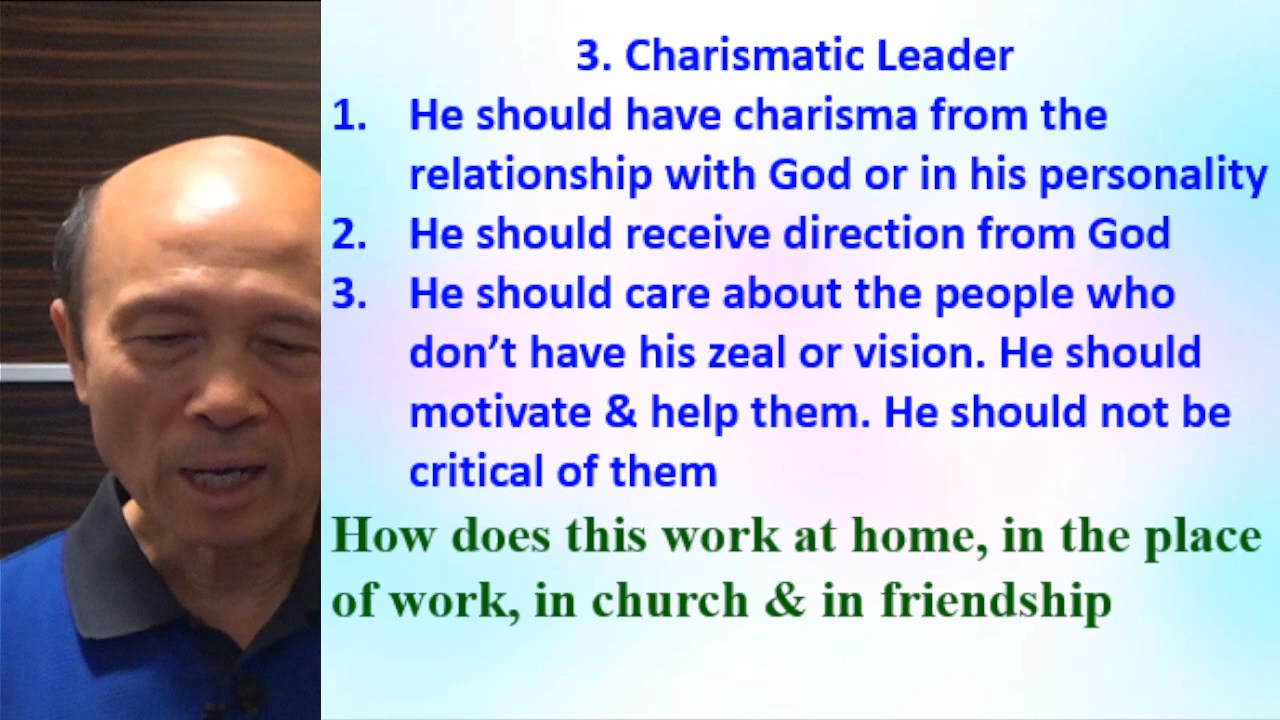 3. Charismatic Leader
1. He should have charisma from the
relationship with God or in his personality
2. He should receive direction from God
3. He should care about the people who
don’t have his zeal or vision. He should
motivate & help them. He should not be
critical of them
How does this work at home, in the place
of work, in church & in friendship